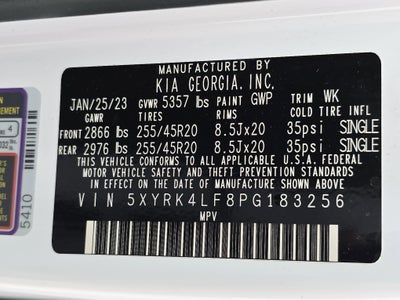 MANUFACTURED BY
KIA GEORGIA, INC.
JAN/25/23 GVWR 5357 lbs PAINT GWP TRIM WK
GAWR TIRES RIMS COLD TIRE INFL
FRONT 2866 lbs 255/45R20 8.5Jx20 35psi SINGLE
REAR 2976 lbs 255/45R20 8.5Jx20 35psi SINGLE
THIS VEHICLE CONFORMS TO ALL APPLICABLE U.S.A. FEDERAL
MOTOR VEHICLE SAFETY, BUMPER, AND THEFT PREVENTION STANDARDS
IN EFFECT ON THE DATE OF MANUFACTURE SHOWN ABOVE
VIN 5XYRK4LF8PG183256
MPV
4
5410